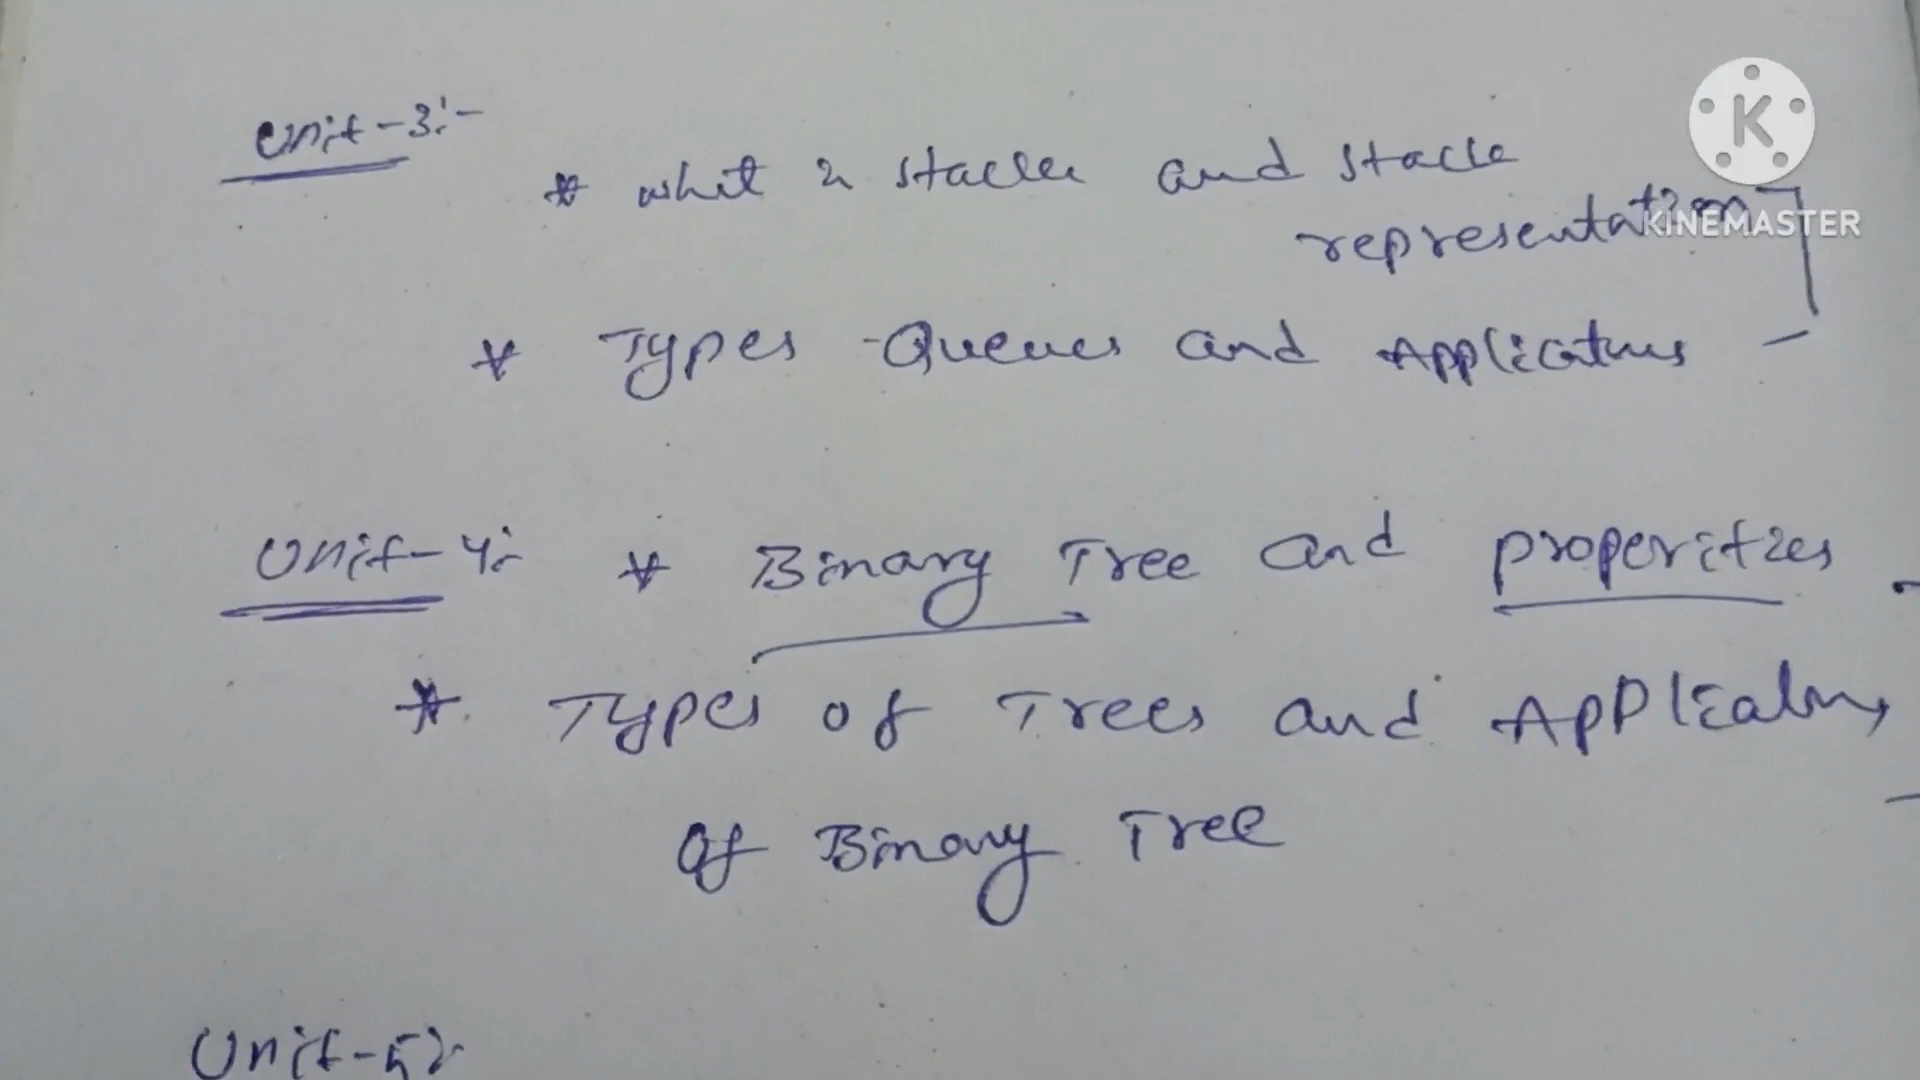 Unit-3:-
* what is stack and stack
representation
* Types Queues and Applications
Unit-4:- * Binary Tree and properities
* Types of Trees and Applications
Of Binary Tree
Unit-5:-
K
KINEMASTER